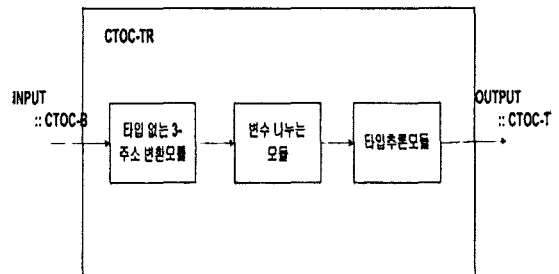 CTOC-TR
INPUT
:: CTOC-B
타입 없는 3-
주소 변환모듈
변수 나누는
모듈
타입추론모듈
OUTPUT
:: CTOC-T